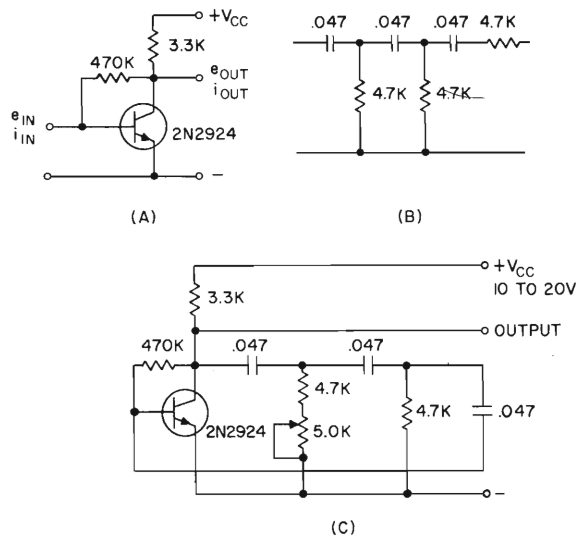 +VCC
3.3K
470K
eOUT
iOUT
eIN
iIN
2N2924
−
(A)
.047 .047 .047 4.7K
4.7K 4.7K
(B)
+VCC
10 TO 20V
3.3K
OUTPUT
470K .047 .047
4.7K
4.7K .047
2N2924 5.0K
−
(C)